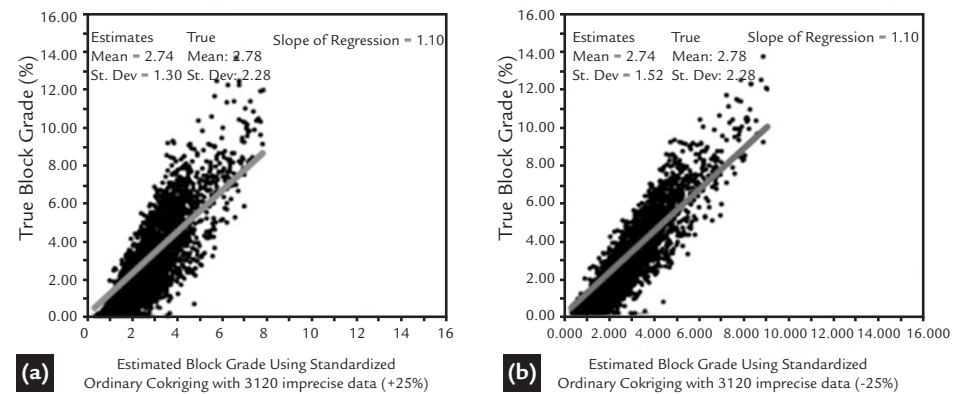 16.00
14.00
12.00
10.00
8.00
6.00
4.00
2.00
0.00
True Block Grade (%)
Estimates True
Mean = 2.74 Mean: 2.78
St. Dev = 1.30 St. Dev: 2.28
Slope of Regression = 1.10
0 2 4 6 8 10 12 14 16
(a)
Estimated Block Grade Using Standardized
Ordinary Cokriging with 3120 imprecise data (+25%)
16.00
14.00
12.00
10.00
8.00
6.00
4.00
2.00
0.00
True Block Grade (%)
Estimates True
Mean = 2.74 Mean: 2.78
St. Dev = 1.52 St. Dev: 2.28
Slope of Regression = 1.10
0.000 2.000 4.000 6.000 8.000 10.000 12.000 14.000 16.000
(b)
Estimated Block Grade Using Standardized
Ordinary Cokriging with 3120 imprecise data (-25%)